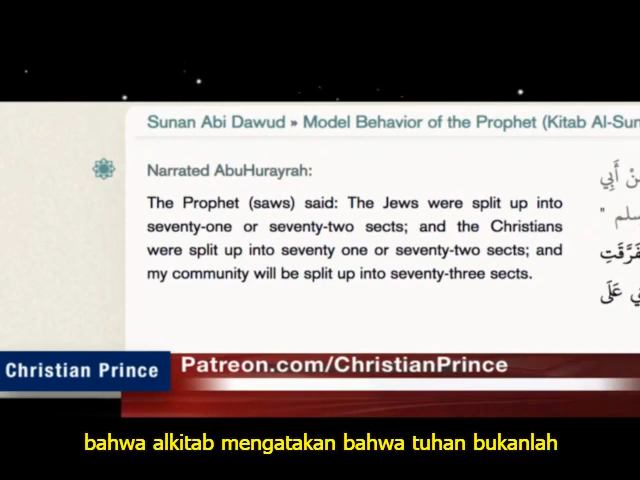 Sunan Abi Dawud » Model Behavior of the Prophet (Kitab Al-Sun
Narrated AbuHurayrah:
The Prophet (saws) said: The Jews were split up into
seventy-one or seventy-two sects; and the Christians
were split up into seventy one or seventy-two sects; and
my community will be split up into seventy-three sects.
أَبِي
"
عَلَى
Christian Prince
Patreon.com/ChristianPrince
bahwa alkitab mengatakan bahwa tuhan bukanlah